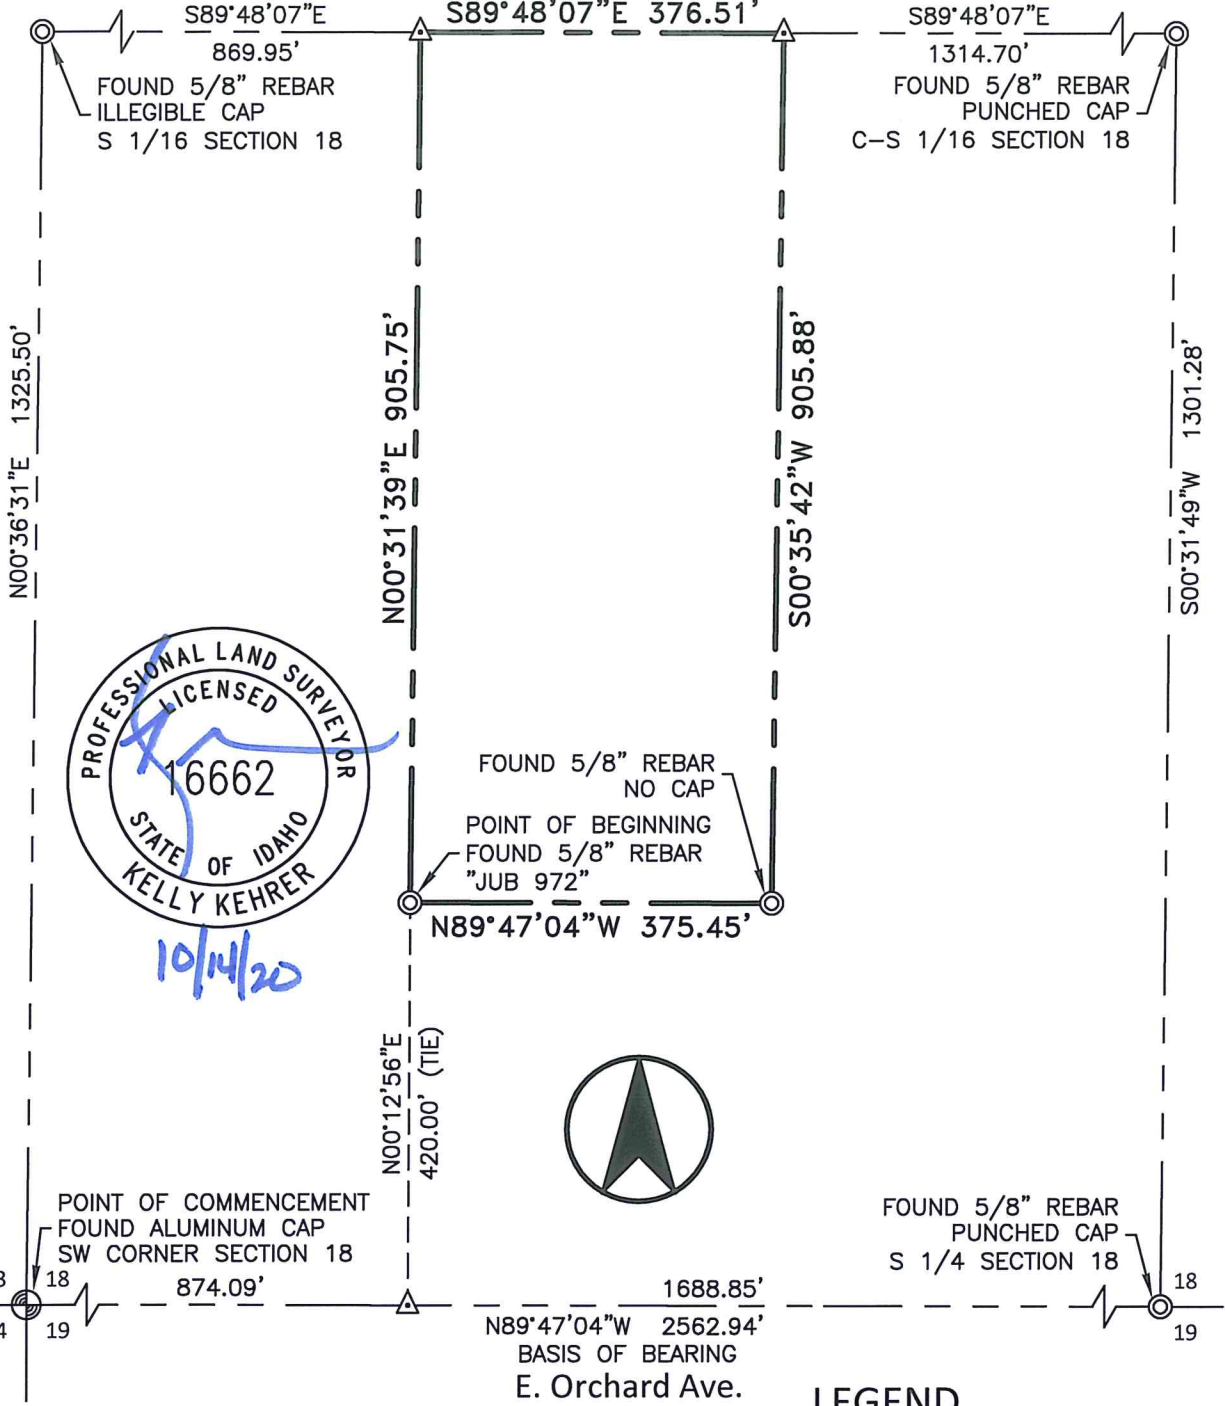 S89°48'07"E
869.95'
S89°48'07"E 376.51'
S89°48'07"E
1314.70'
FOUND 5/8" REBAR
ILLEGIBLE CAP
S 1/16 SECTION 18
FOUND 5/8" REBAR
PUNCHED CAP
C-S 1/16 SECTION 18
N00°36'31"E 1325.50'
N00°31'39"E 905.75'
S00°35'42"W 905.88'
S00°31'49"W 1301.28'
PROFESSIONAL LAND SURVEYOR
LICENSED
16662
STATE OF IDAHO
KELLY KEHRER
10/14/20
FOUND 5/8" REBAR
NO CAP
POINT OF BEGINNING
FOUND 5/8" REBAR
"JUB 972"
N89°47'04"W 375.45'
N00°12'56"E
420.00' (TIE)
POINT OF COMMENCEMENT
FOUND ALUMINUM CAP
SW CORNER SECTION 18
18
19
874.09'
FOUND 5/8" REBAR
PUNCHED CAP
S 1/4 SECTION 18
18
19
1688.85'
N89°47'04"W 2562.94'
BASIS OF BEARING
E. Orchard Ave.
LEGEND